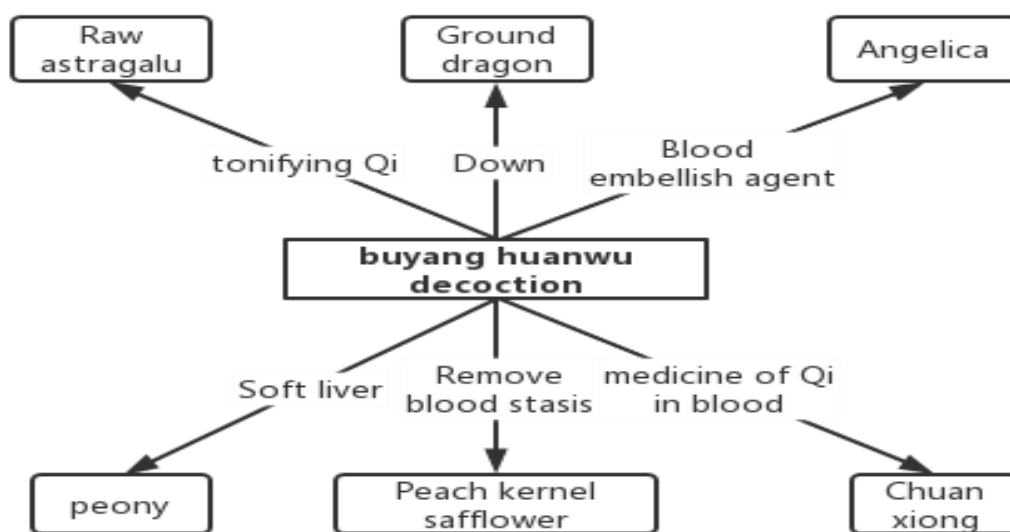 Raw
astragalu
Ground
dragon
Angelica
tonifying Qi
Down
Blood
embellish agent
buyang huanwu
decoction
Soft liver
Remove
blood stasis
medicine of Qi
in blood
peony
Peach kernel
safflower
Chuan
xiong